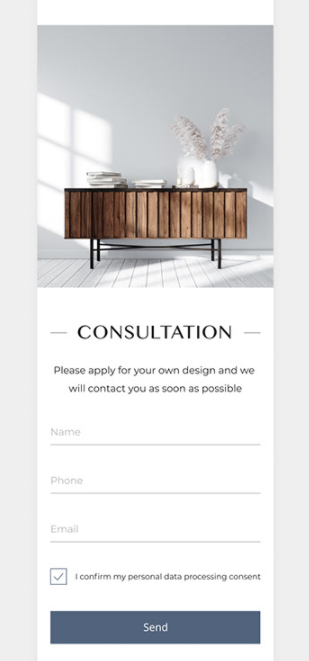 CONSULTATION
Please apply for your own design and we
will contact you as soon as possible
Name
Phone
Email
I confirm my personal data processing consent
Send